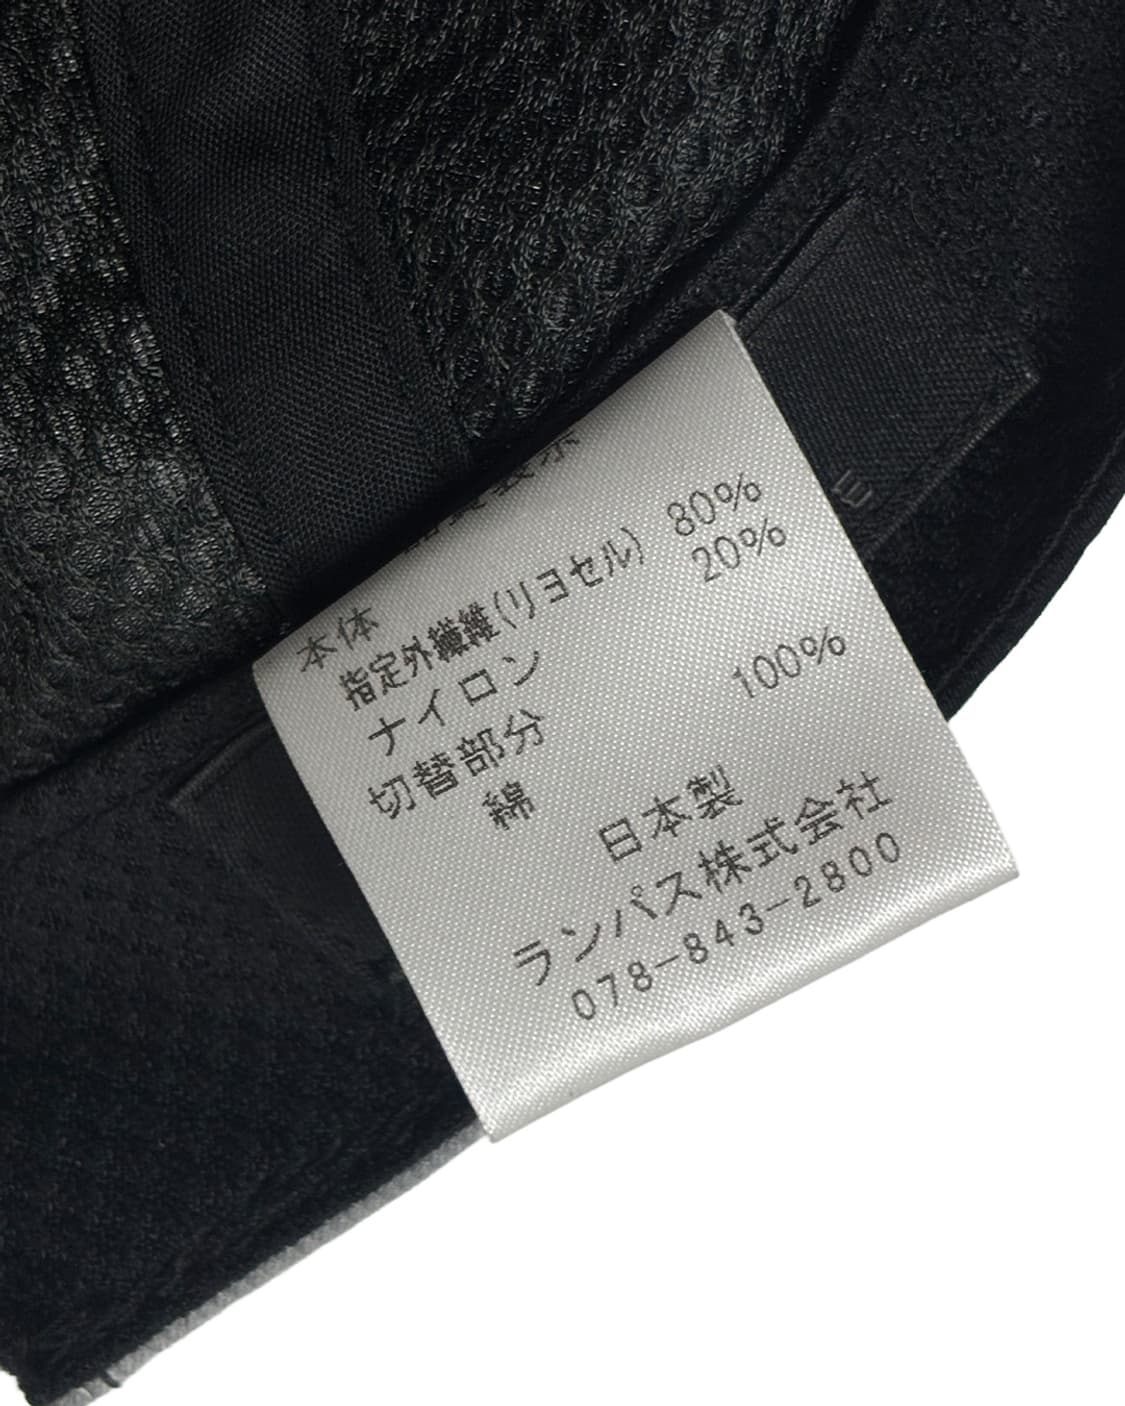 本体
指定外繊維(リヨセル) 80%
ナイロン 20%
切替部分
綿 100%
日本製
ランパス株式会社
078-843-2800